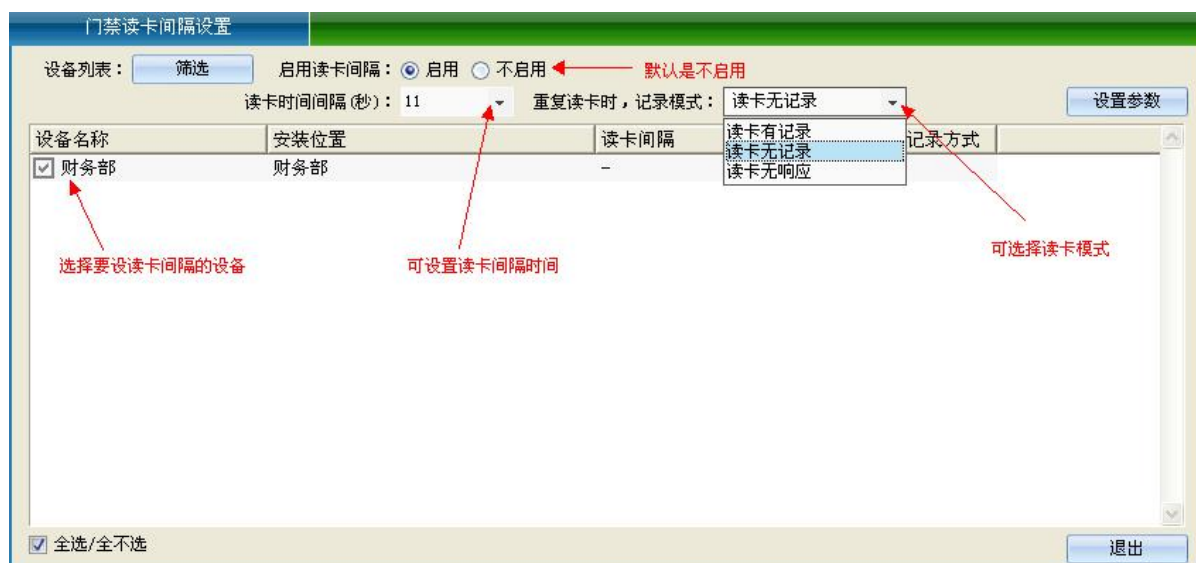 门禁读卡间隔设置
设备列表： 筛选 启用读卡间隔： 启用 不启用 默认是不启用
读卡时间间隔(秒)： 11 重复读卡时，记录模式： 读卡无记录 设置参数
设备名称 安装位置 读卡间隔 读卡有记录 记录方式
读卡无记录
财务部 财务部 - 读卡无响应
选择要设读卡间隔的设备 可设置读卡间隔时间 可选择读卡模式
全选/全不选 退出